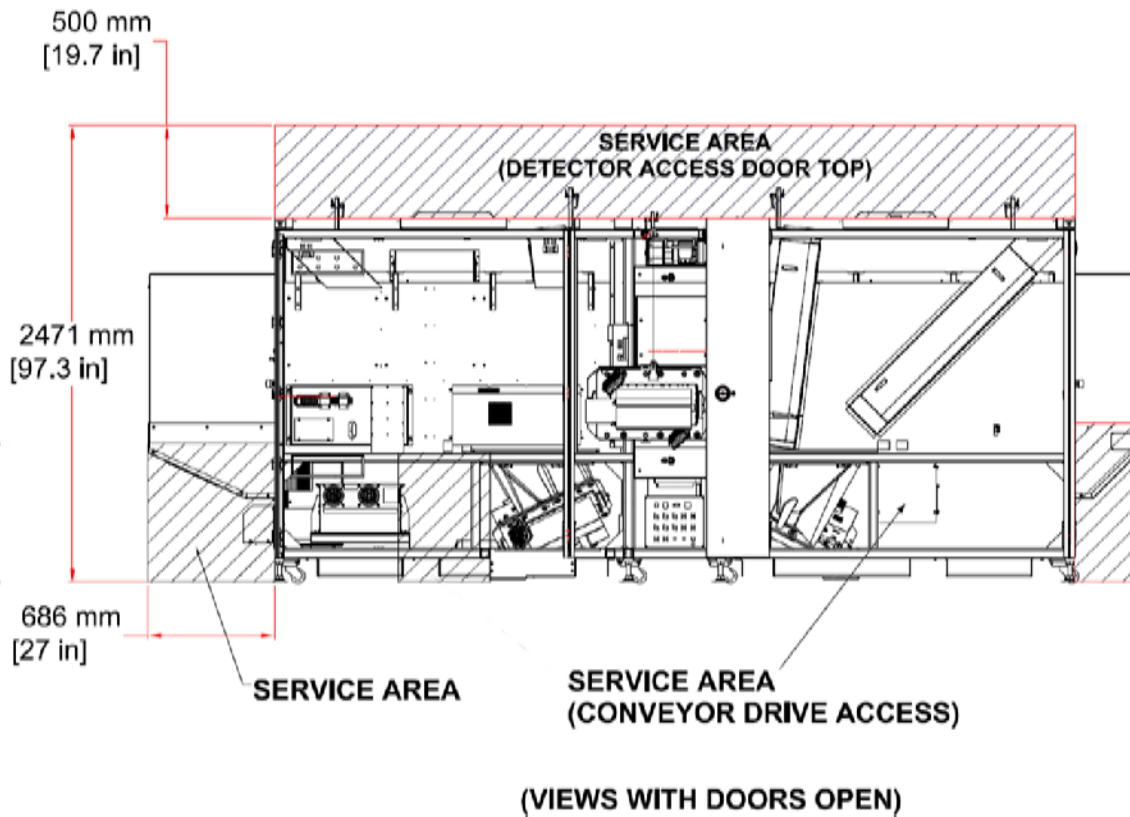 500 mm
[19.7 in]
SERVICE AREA
(DETECTOR ACCESS DOOR TOP)
2471 mm
[97.3 in]
686 mm
[27 in]
SERVICE AREA
SERVICE AREA
(CONVEYOR DRIVE ACCESS)
(VIEWS WITH DOORS OPEN)